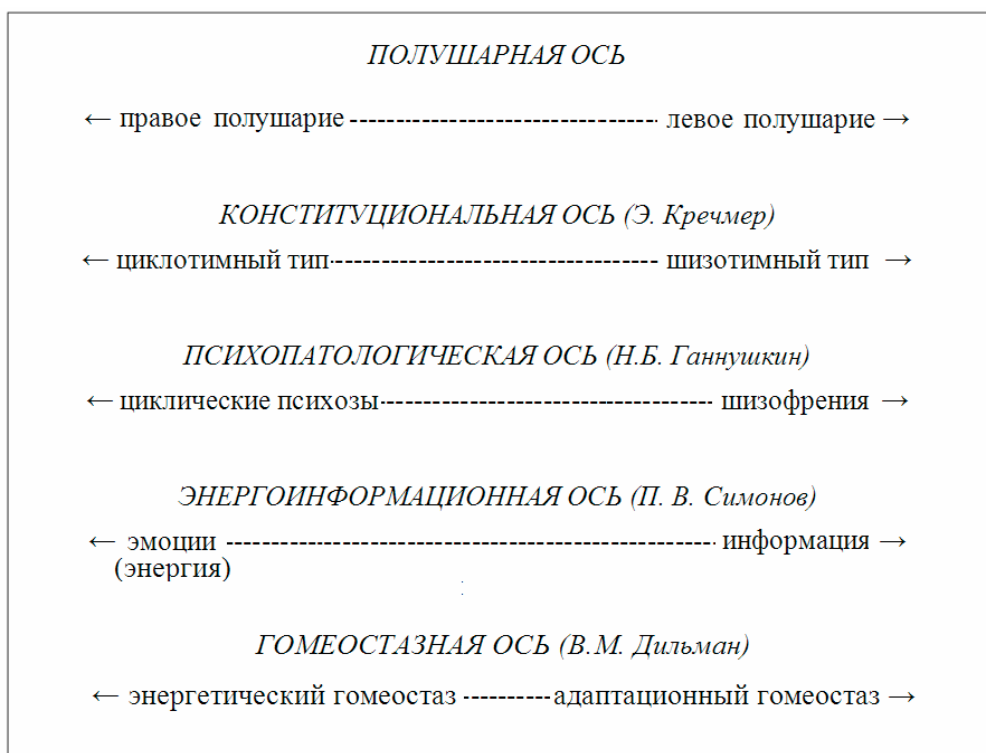 ПОЛУШАРНАЯ ОСЬ
← правое полушарие ---------------------------------- левое полушарие →
КОНСТИТУЦИОНАЛЬНАЯ ОСЬ (Э. Кречмер)
← циклотимный тип ------------------------------------ шизотимный тип →
ПСИХОПАТОЛОГИЧЕСКАЯ ОСЬ (Н.Б. Ганнушкин)
← циклические психозы ------------------------------------ шизофрения →
ЭНЕРГОИНФОРМАЦИОННАЯ ОСЬ (П. В. Симонов)
← эмоции ------------------------------------------------------ информация →
(энергия)
ГОМЕОСТАЗНАЯ ОСЬ (В.М. Дильман)
← энергетический гомеостаз ---------- адаптационный гомеостаз →